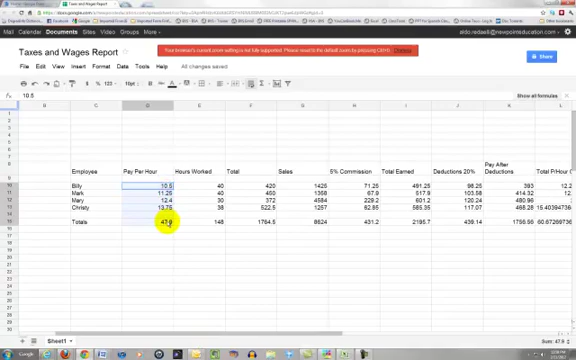 Mail Calendar Documents Sites Video Groups More
aldo.redaelli@newpointeducation.com
Taxes and Wages Report
Your browser's current zoom setting is not fully supported. Please reset to the default zoom by pressing Ctrl+0. Dismiss
Share
File Edit View Insert Format Data Tools Help All changes saved
$ % 123 10pt B A
10.5 Show all formulas
B C D E F G H I J K L
Employee Pay Per Hour Hours Worked Total Sales 5% Commission Total Earned Deductions 20% Pay After Deductions Total P/Hour
10 Billy 10.5 40 420 1425 71.25 491.25 98.25 393
11 Mark 11.25 40 450 1358 67.9 517.9 103.58 414.32
12 Mary 12.4 30 372 4584 229.2 601.2 120.24 480.96
13 Christy 13.75 38 522.5 1257 62.85 585.35 117.07 468.28
Totals 47.9 148 1764.5 8624 431.2 2195.7 439.14 1756.56
Sheet1
Sum: 47.9
Google